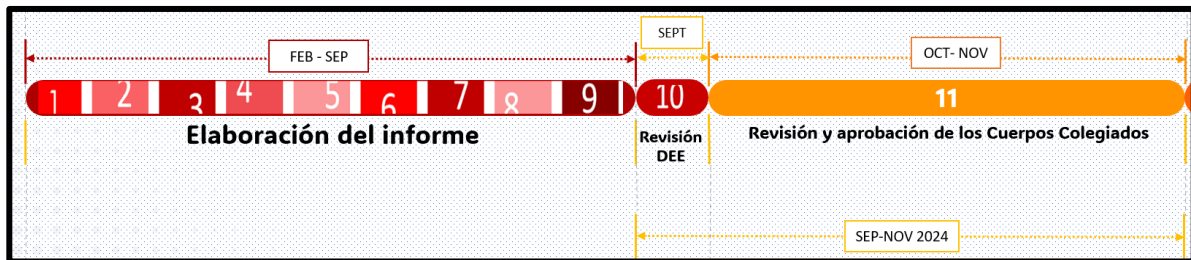 SEPT
FEB - SEP
OCT- NOV
1 2 3 4 5 6 7 8 9 10 11
Elaboración del informe
Revisión
DEE
Revisión y aprobación de los Cuerpos Colegiados
SEP-NOV 2024